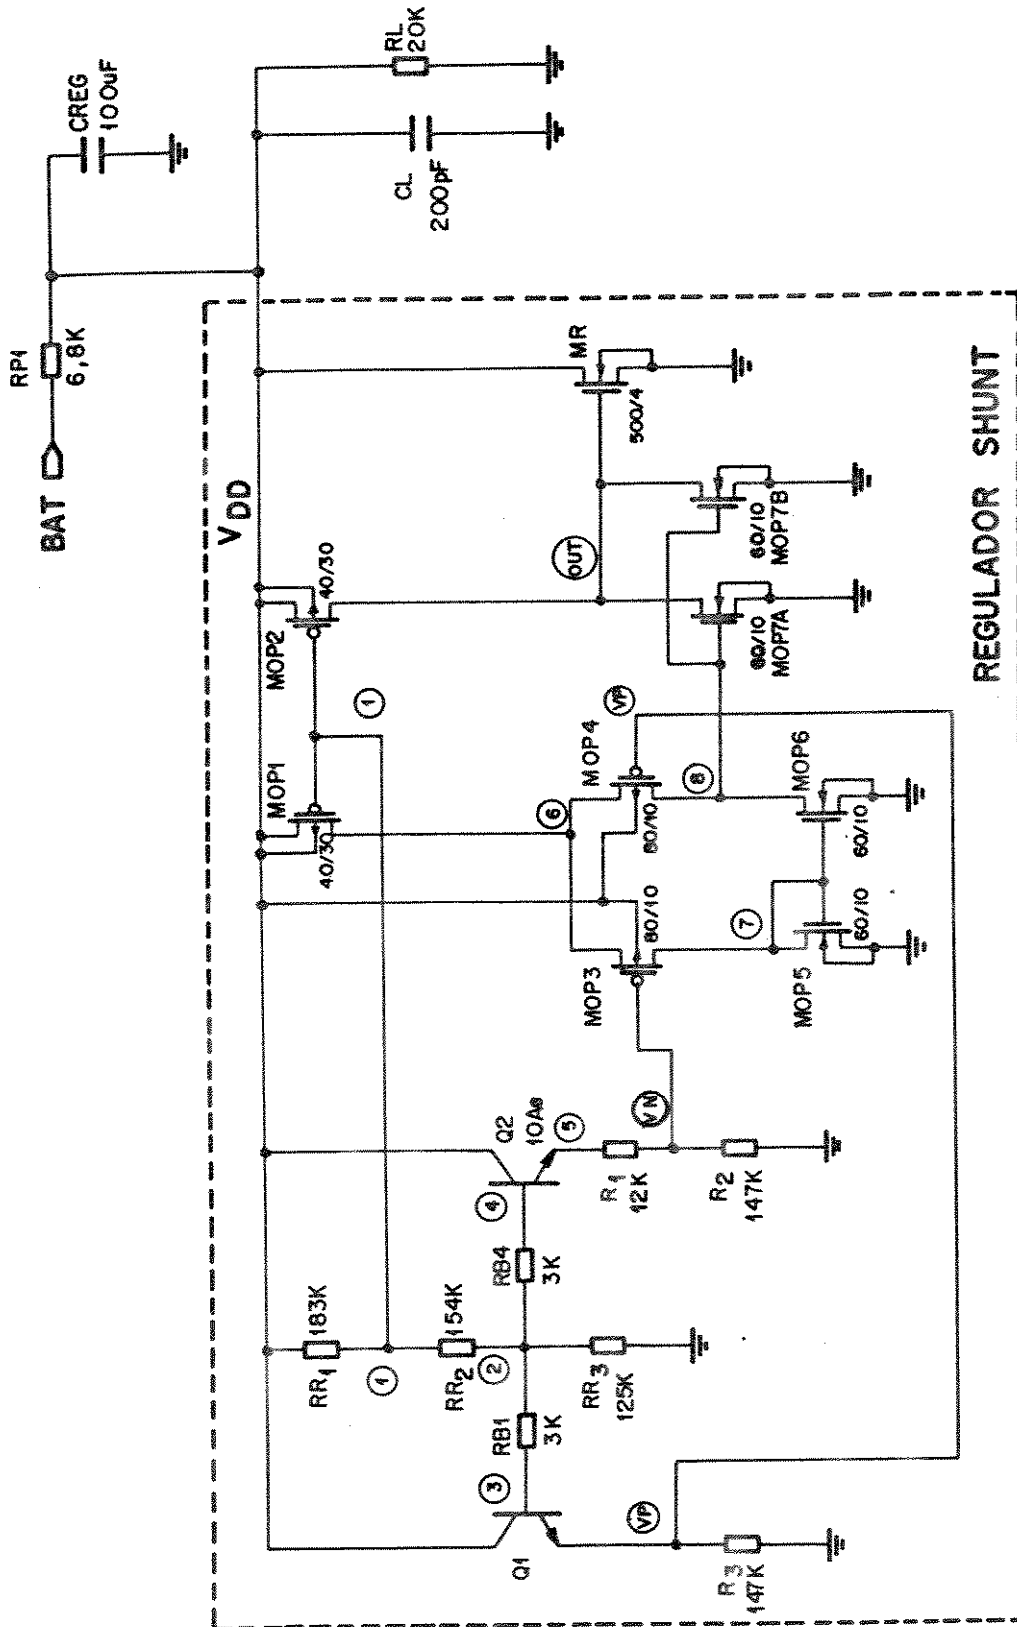 BAT
RP1
6,8K
CREG
100uF
VDD
CL
200pF
RL
20K
MOP1
40/30
MOP2
40/30
1
RR1 183K
1
RR2 154K
2
RR3
125K
RB1
3K
3
Q1
VP
R3
147K
RB4
3K
4
Q2
10Ae
5
R1
12K
VN
R2
147K
6
MOP3
80/10
MOP4
80/10
VP
7
8
MOP5
60/10
MOP6
60/10
OUT
60/10
MOP7A
60/10
MOP7B
MR
500/4
REGULADOR SHUNT